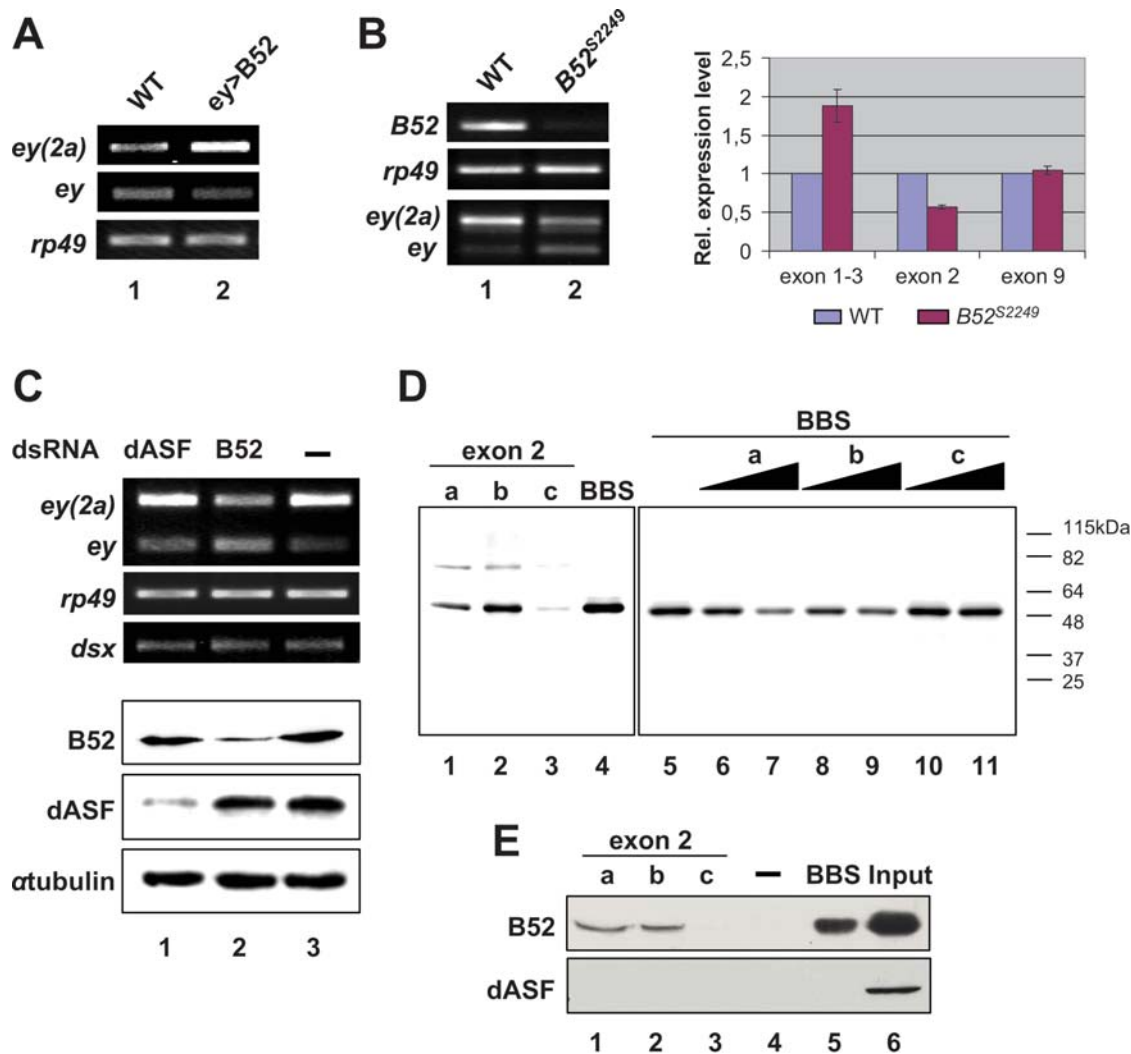 A
WT
ey>B52
ey(2a)
ey
rp49
1 2
B
WT
B52S2249
B52
rp49
ey(2a)
ey
1 2
Rel. expression level
2,5
2
1,5
1
0,5
0
exon 1-3 exon 2 exon 9
WT B52S2249
C
dsRNA dASF B52 –
ey(2a)
ey
rp49
dsx
B52
dASF
αtubulin
1 2 3
D
exon 2
a b c BBS
BBS
a b c
115kDa
82
64
48
37
25
1 2 3 4 5 6 7 8 9 10 11
E
exon 2
a b c – BBS Input
B52
dASF
1 2 3 4 5 6